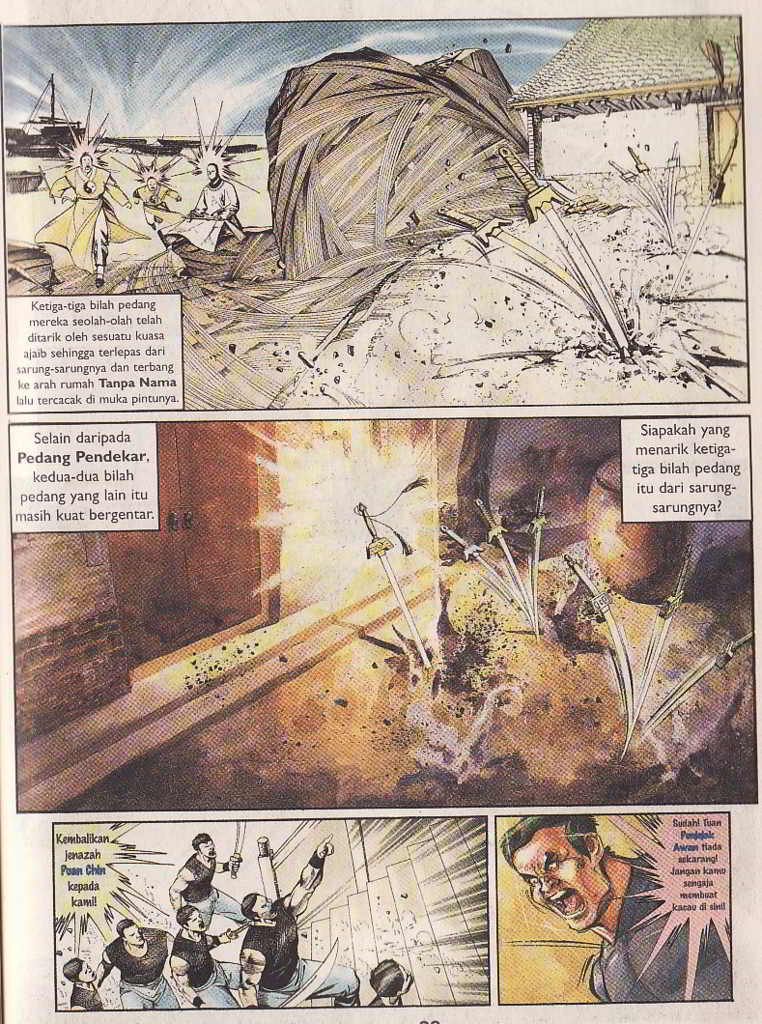 Ketiga-tiga bilah pedang
mereka seolah-olah telah
ditarik oleh sesuatu kuasa
ajaib sehingga terlepas dari
sarung-sarungnya dan terbang
ke arah rumah Tanpa Nama
lalu tercacak di muka pintunya.
Selain daripada
Pedang Pendekar,
kedua-dua bilah
pedang yang lain itu
masih kuat bergentar.
Siapakah yang
menarik ketiga-
tiga bilah pedang
itu dari sarung-
sarungnya?
Kembalikan
jenazah
Puan Chin
kepada
kami!
Sudah! Tuan
Pendek
Awan tiada
sekarang!
Jangan kamu
sengaja
membuat
kacau di sini!